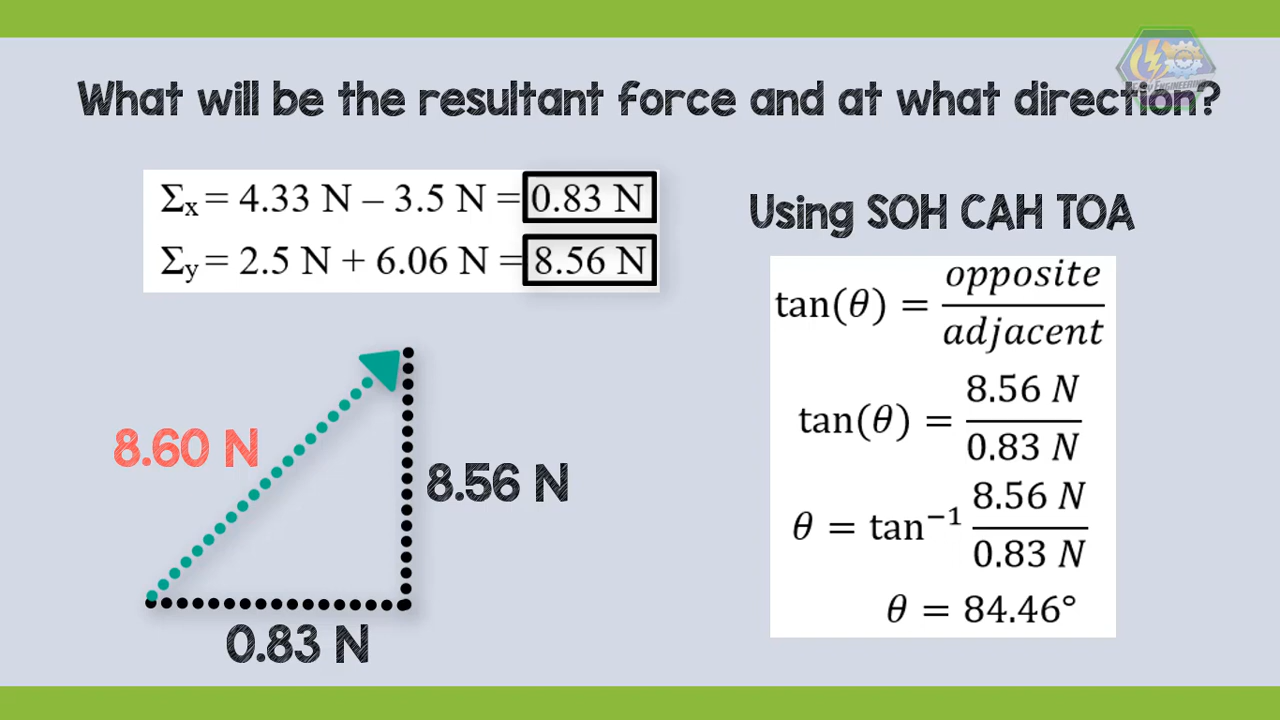 What will be the resultant force and at what direction?
Σx = 4.33 N – 3.5 N = 0.83 N
Σy = 2.5 N + 6.06 N = 8.56 N
Using SOH CAH TOA
tan(θ) = opposite / adjacent
tan(θ) = 8.56 N / 0.83 N
θ = tan⁻¹ 8.56 N / 0.83 N
θ = 84.46°
8.60 N
8.56 N
0.83 N